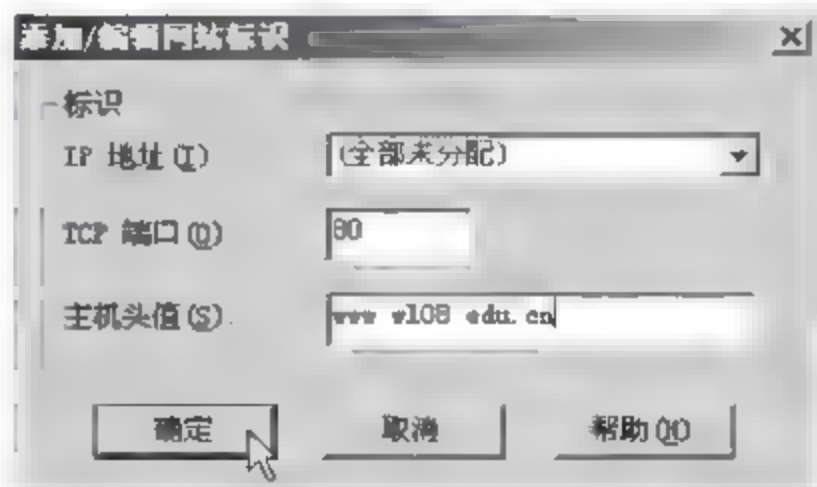 添加/编辑网站标识
标识
IP 地址(I)
(全部未分配)
TCP 端口(O)
80
主机头值(S)
www.wl08.edu.cn
确定
取消
帮助(H)